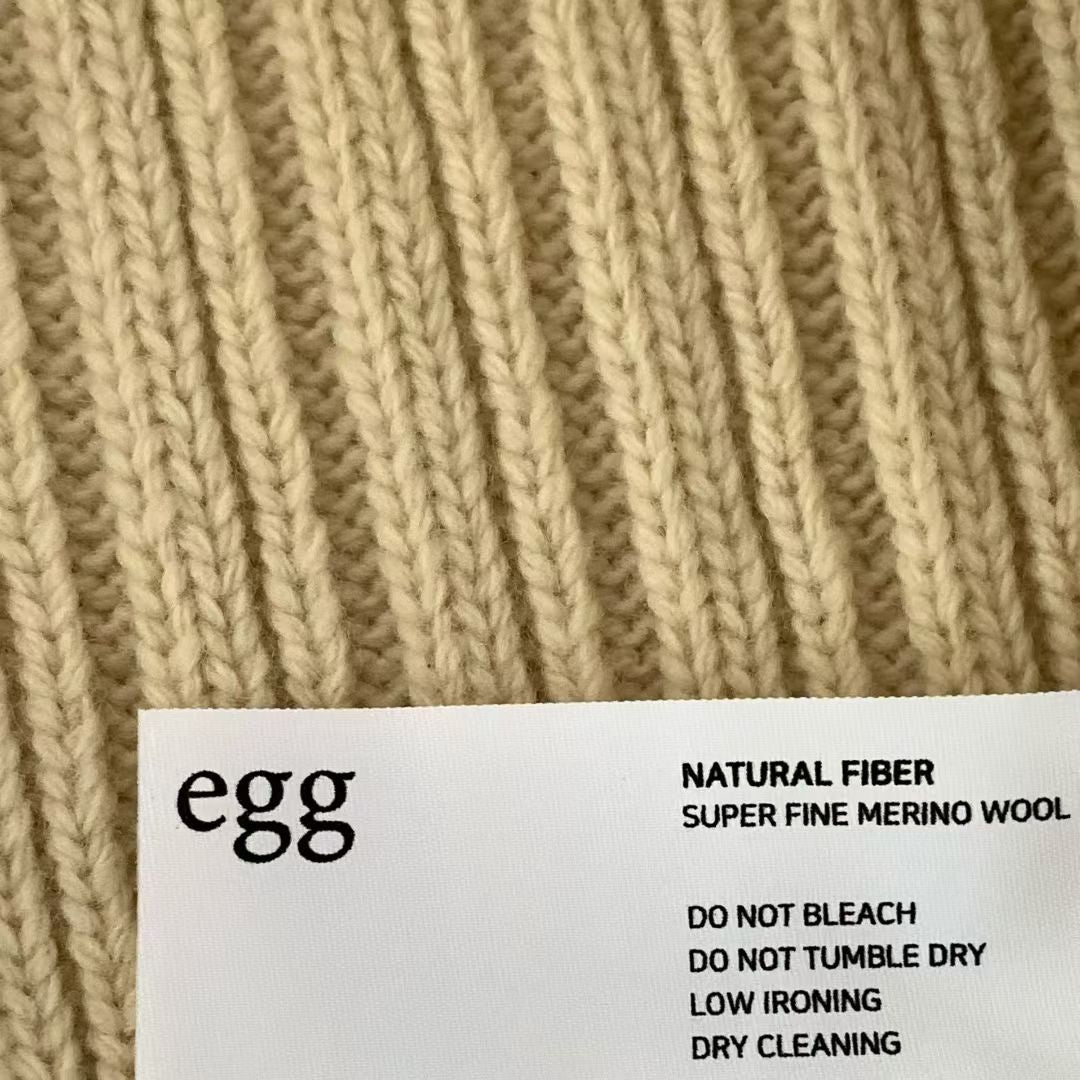 egg
NATURAL FIBER
SUPER FINE MERINO WOOL
DO NOT BLEACH
DO NOT TUMBLE DRY
LOW IRONING
DRY CLEANING